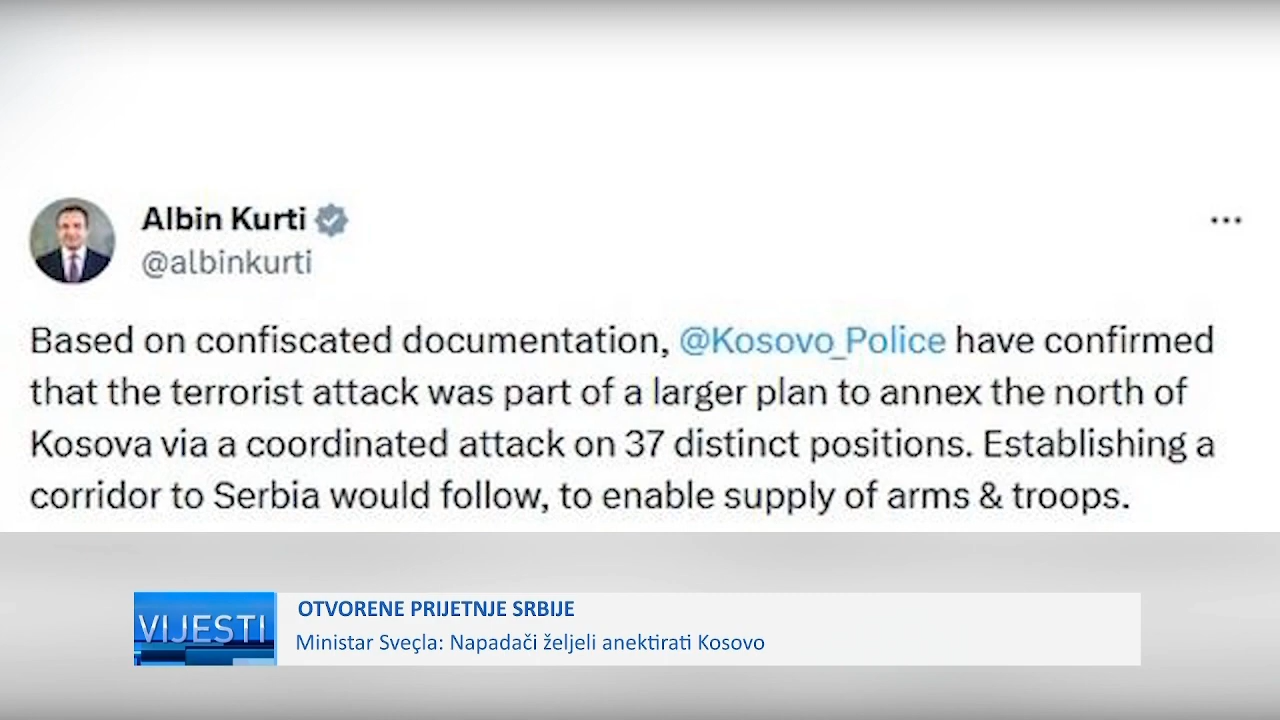 Albin Kurti
@albinkurti
Based on confiscated documentation, @Kosovo_Police have confirmed
that the terrorist attack was part of a larger plan to annex the north of
Kosova via a coordinated attack on 37 distinct positions. Establishing a
corridor to Serbia would follow, to enable supply of arms & troops.
VIJESTI
OTVORENE PRIJETNJE SRBIJE
Ministar Sveçla: Napadači željeli anektirati Kosovo